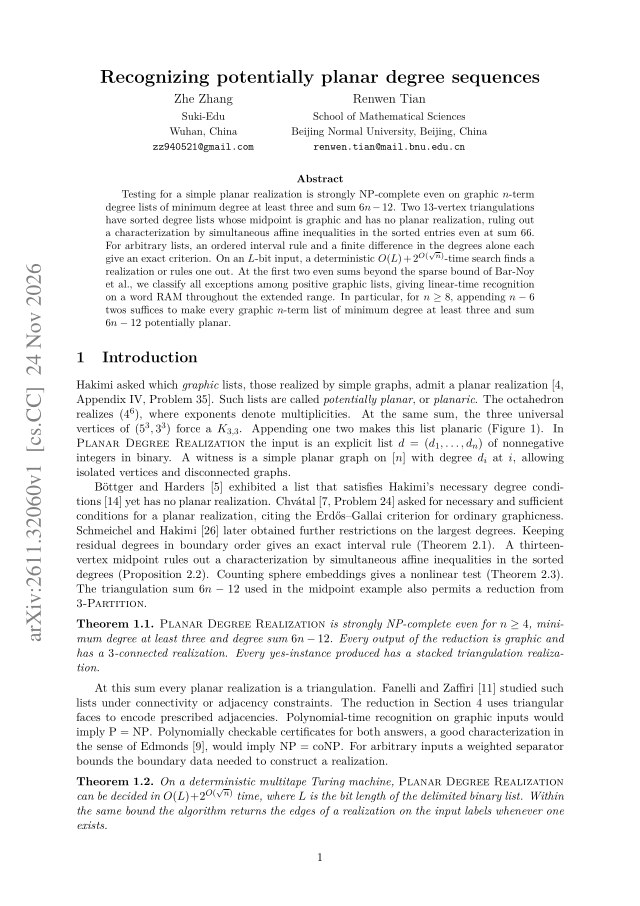 Recognizing potentially planar degree sequences
Zhe Zhang
Suki-Edu
Wuhan, China
zz940521@gmail.com
Renwen Tian
School of Mathematical Sciences
Beijing Normal University, Beijing, China
renwen.tian@mail.bnu.edu.cn
Abstract
Testing for a simple planar realization is strongly NP-complete even on graphic n-term
degree lists of minimum degree at least three and sum 6n−12. Two 13-vertex triangulations
have sorted degree lists whose midpoint is graphic and has no planar realization, ruling out
a characterization by simultaneous affine inequalities in the sorted entries even at sum 66.
For arbitrary lists, an ordered interval rule and a finite difference in the degrees alone each
give an exact criterion. On an L-bit input, a deterministic O(L)+2^{O(√n)}-time search finds a
realization or rules one out. At the first two even sums beyond the sparse bound of Bar-Noy
et al., we classify all exceptions among positive graphic lists, giving linear-time recognition
on a word RAM throughout the extended range. In particular, for n ≥ 8, appending n − 6
twos suffices to make every graphic n-term list of minimum degree at least three and sum
6n − 12 potentially planar.
1 Introduction
Hakimi asked which graphic lists, those realized by simple graphs, admit a planar realization [4,
Appendix IV, Problem 35]. Such lists are called potentially planar, or planaric. The octahedron
realizes (4⁶), where exponents denote multiplicities. At the same sum, the three universal
vertices of (5³, 3³) force a K₃,₃. Appending one two makes this list planaric (Figure 1). In
PLANAR DEGREE REALIZATION the input is an explicit list d = (d₁, . . . , dₙ) of nonnegative
integers in binary. A witness is a simple planar graph on [n] with degree dᵢ at i, allowing
isolated vertices and disconnected graphs.
Böttger and Harders [5] exhibited a list that satisfies Hakimi's necessary degree condi-
tions [14] yet has no planar realization. Chvátal [7, Problem 24] asked for necessary and sufficient
conditions for a planar realization, citing the Erdős–Gallai criterion for ordinary graphicness.
Schmeichel and Hakimi [26] later obtained further restrictions on the largest degrees. Keeping
residual degrees in boundary order gives an exact interval rule (Theorem 2.1). A thirteen-
vertex midpoint rules out a characterization by simultaneous affine inequalities in the sorted
degrees (Proposition 2.2). Counting sphere embeddings gives a nonlinear test (Theorem 2.3).
The triangulation sum 6n − 12 used in the midpoint example also permits a reduction from
3-PARTITION.
Theorem 1.1. PLANAR DEGREE REALIZATION is strongly NP-complete even for n ≥ 4, mini-
mum degree at least three and degree sum 6n−12. Every output of the reduction is graphic and
has a 3-connected realization. Every yes-instance produced has a stacked triangulation realiza-
tion.
At this sum every planar realization is a triangulation. Fanelli and Zaffiri [11] studied such
lists under connectivity or adjacency constraints. The reduction in Section 4 uses triangular
faces to encode prescribed adjacencies. Polynomial-time recognition on graphic inputs would
imply P = NP. Polynomially checkable certificates for both answers, a good characterization in
the sense of Edmonds [9], would imply NP = coNP. For arbitrary inputs a weighted separator
bounds the boundary data needed to construct a realization.
Theorem 1.2. On a deterministic multitape Turing machine, PLANAR DEGREE REALIZATION
can be decided in O(L)+2^{O(√n)} time, where L is the bit length of the delimited binary list. Within
the same bound the algorithm returns the edges of a realization on the input labels whenever one
exists.
1
arXiv:2611.32060v1 [cs.CC] 24 Nov 2026